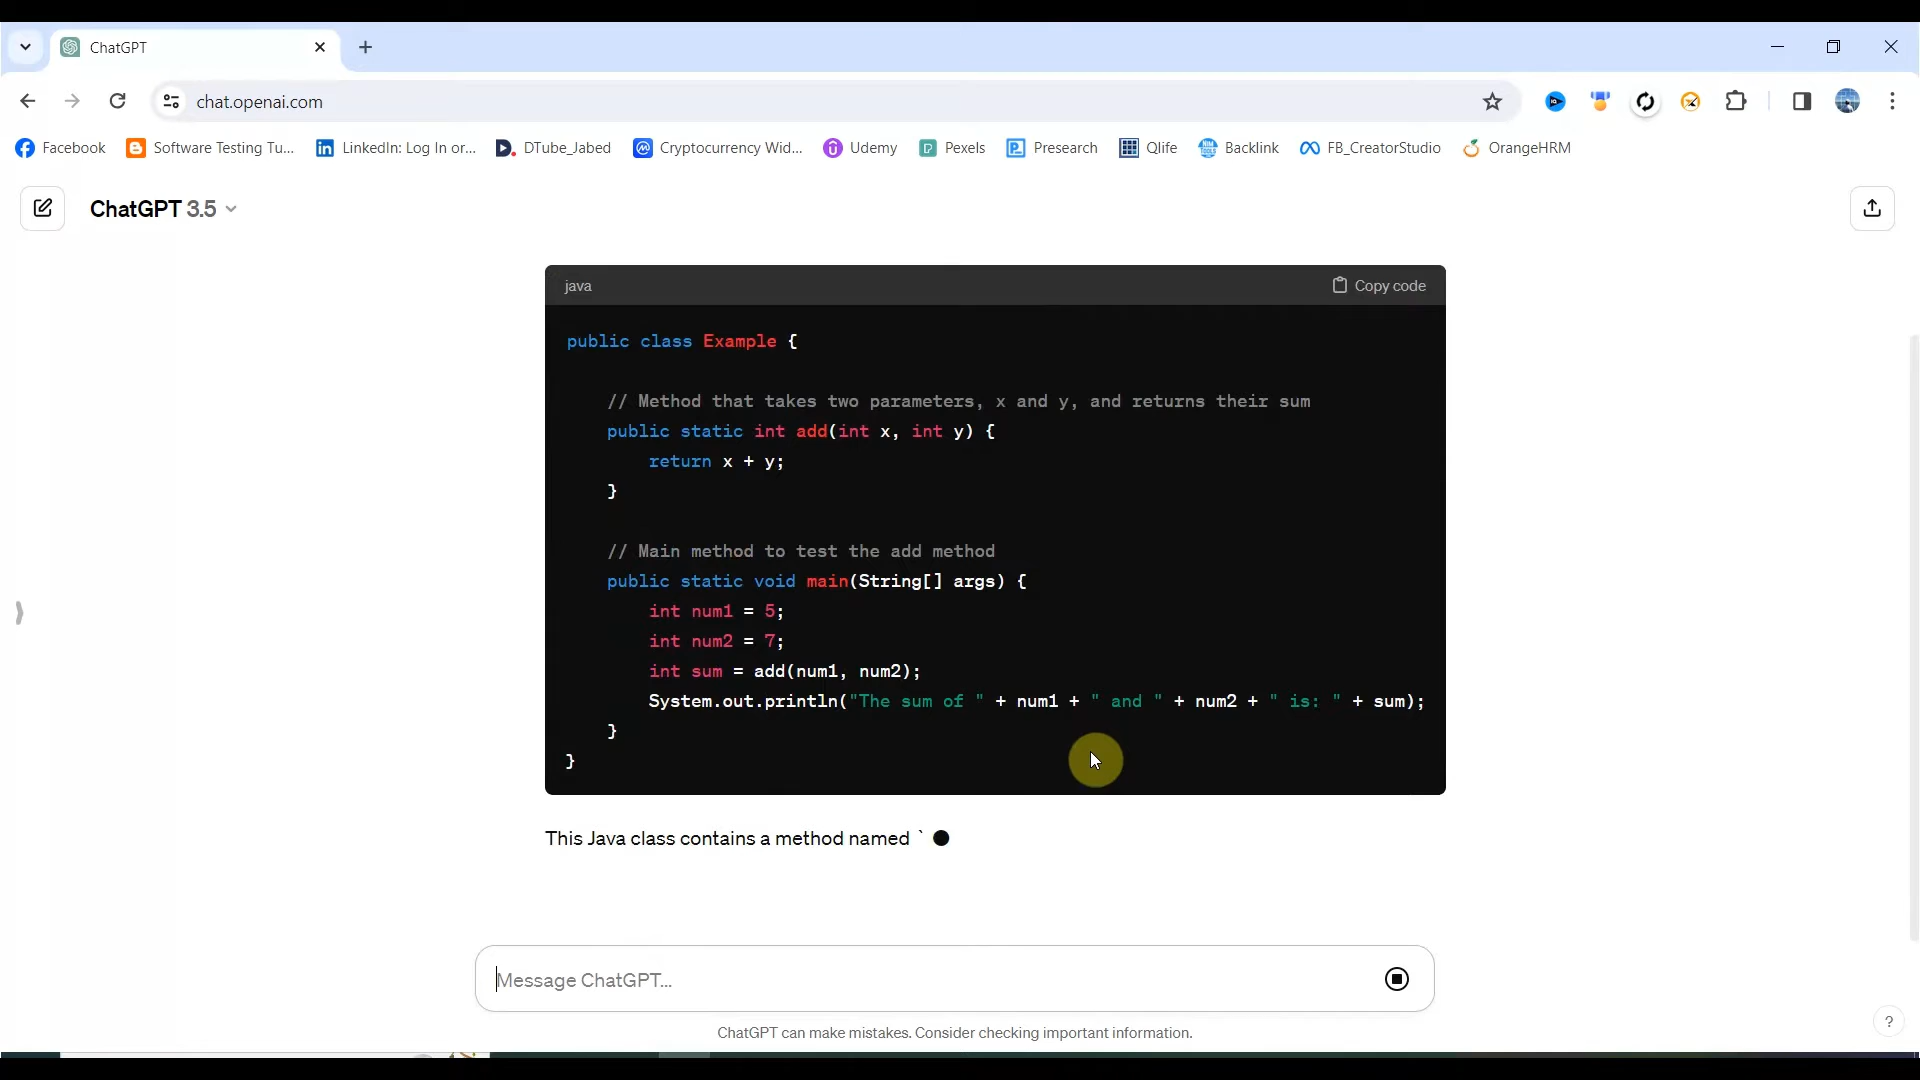 ChatGPT
chat.openai.com
Facebook Software Testing Tu... LinkedIn: Log In or... DTube_Jabed Cryptocurrency Wid... Udemy Pexels Presearch Qlife Backlink FB_CreatorStudio OrangeHRM
ChatGPT 3.5
java Copy code
public class Example {
// Method that takes two parameters, x and y, and returns their sum
public static int add(int x, int y) {
return x + y;
}
// Main method to test the add method
public static void main(String[] args) {
int num1 = 5;
int num2 = 7;
int sum = add(num1, num2);
System.out.println("The sum of " + num1 + " and " + num2 + " is: " + sum);
}
}
This Java class contains a method named `
Message ChatGPT...
ChatGPT can make mistakes. Consider checking important information.
?